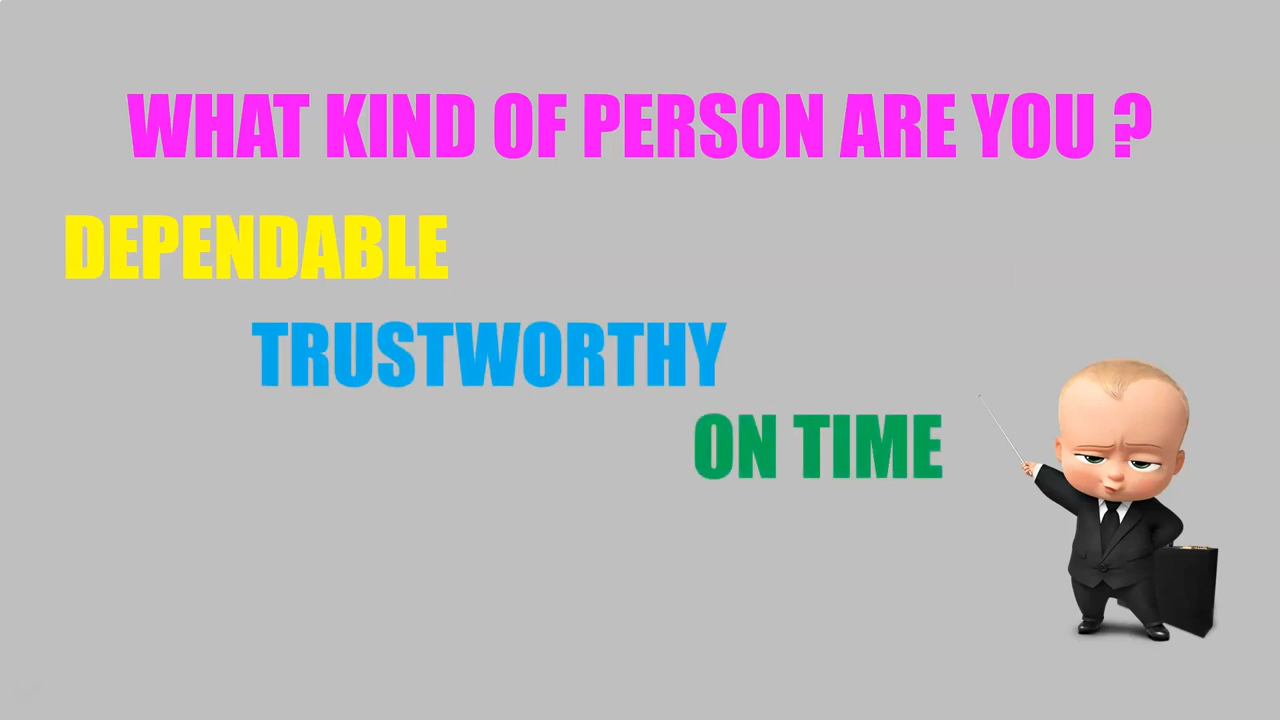 WHAT KIND OF PERSON ARE YOU ?
DEPENDABLE
TRUSTWORTHY
ON TIME